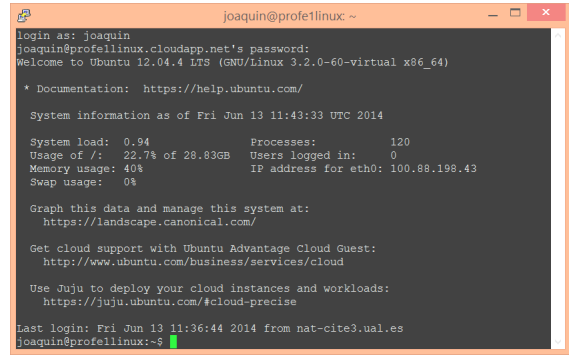 joaquin@profe1linux: ~
login as: joaquin
joaquin@profe1linux.cloudapp.net's password:
Welcome to Ubuntu 12.04.4 LTS (GNU/Linux 3.2.0-60-virtual x86_64)
* Documentation:  https://help.ubuntu.com/
System information as of Fri Jun 13 11:43:33 UTC 2014
System load:  0.94              Processes:           120
Usage of /:   22.7% of 28.83GB  Users logged in:     0
Memory usage: 40%               IP address for eth0: 100.88.198.43
Swap usage:   0%
Graph this data and manage this system at:
https://landscape.canonical.com/
Get cloud support with Ubuntu Advantage Cloud Guest:
http://www.ubuntu.com/business/services/cloud
Use Juju to deploy your cloud instances and workloads:
https://juju.ubuntu.com/#cloud-precise
Last login: Fri Jun 13 11:36:44 2014 from nat-cite3.ual.es
joaquin@profe1linux:~$